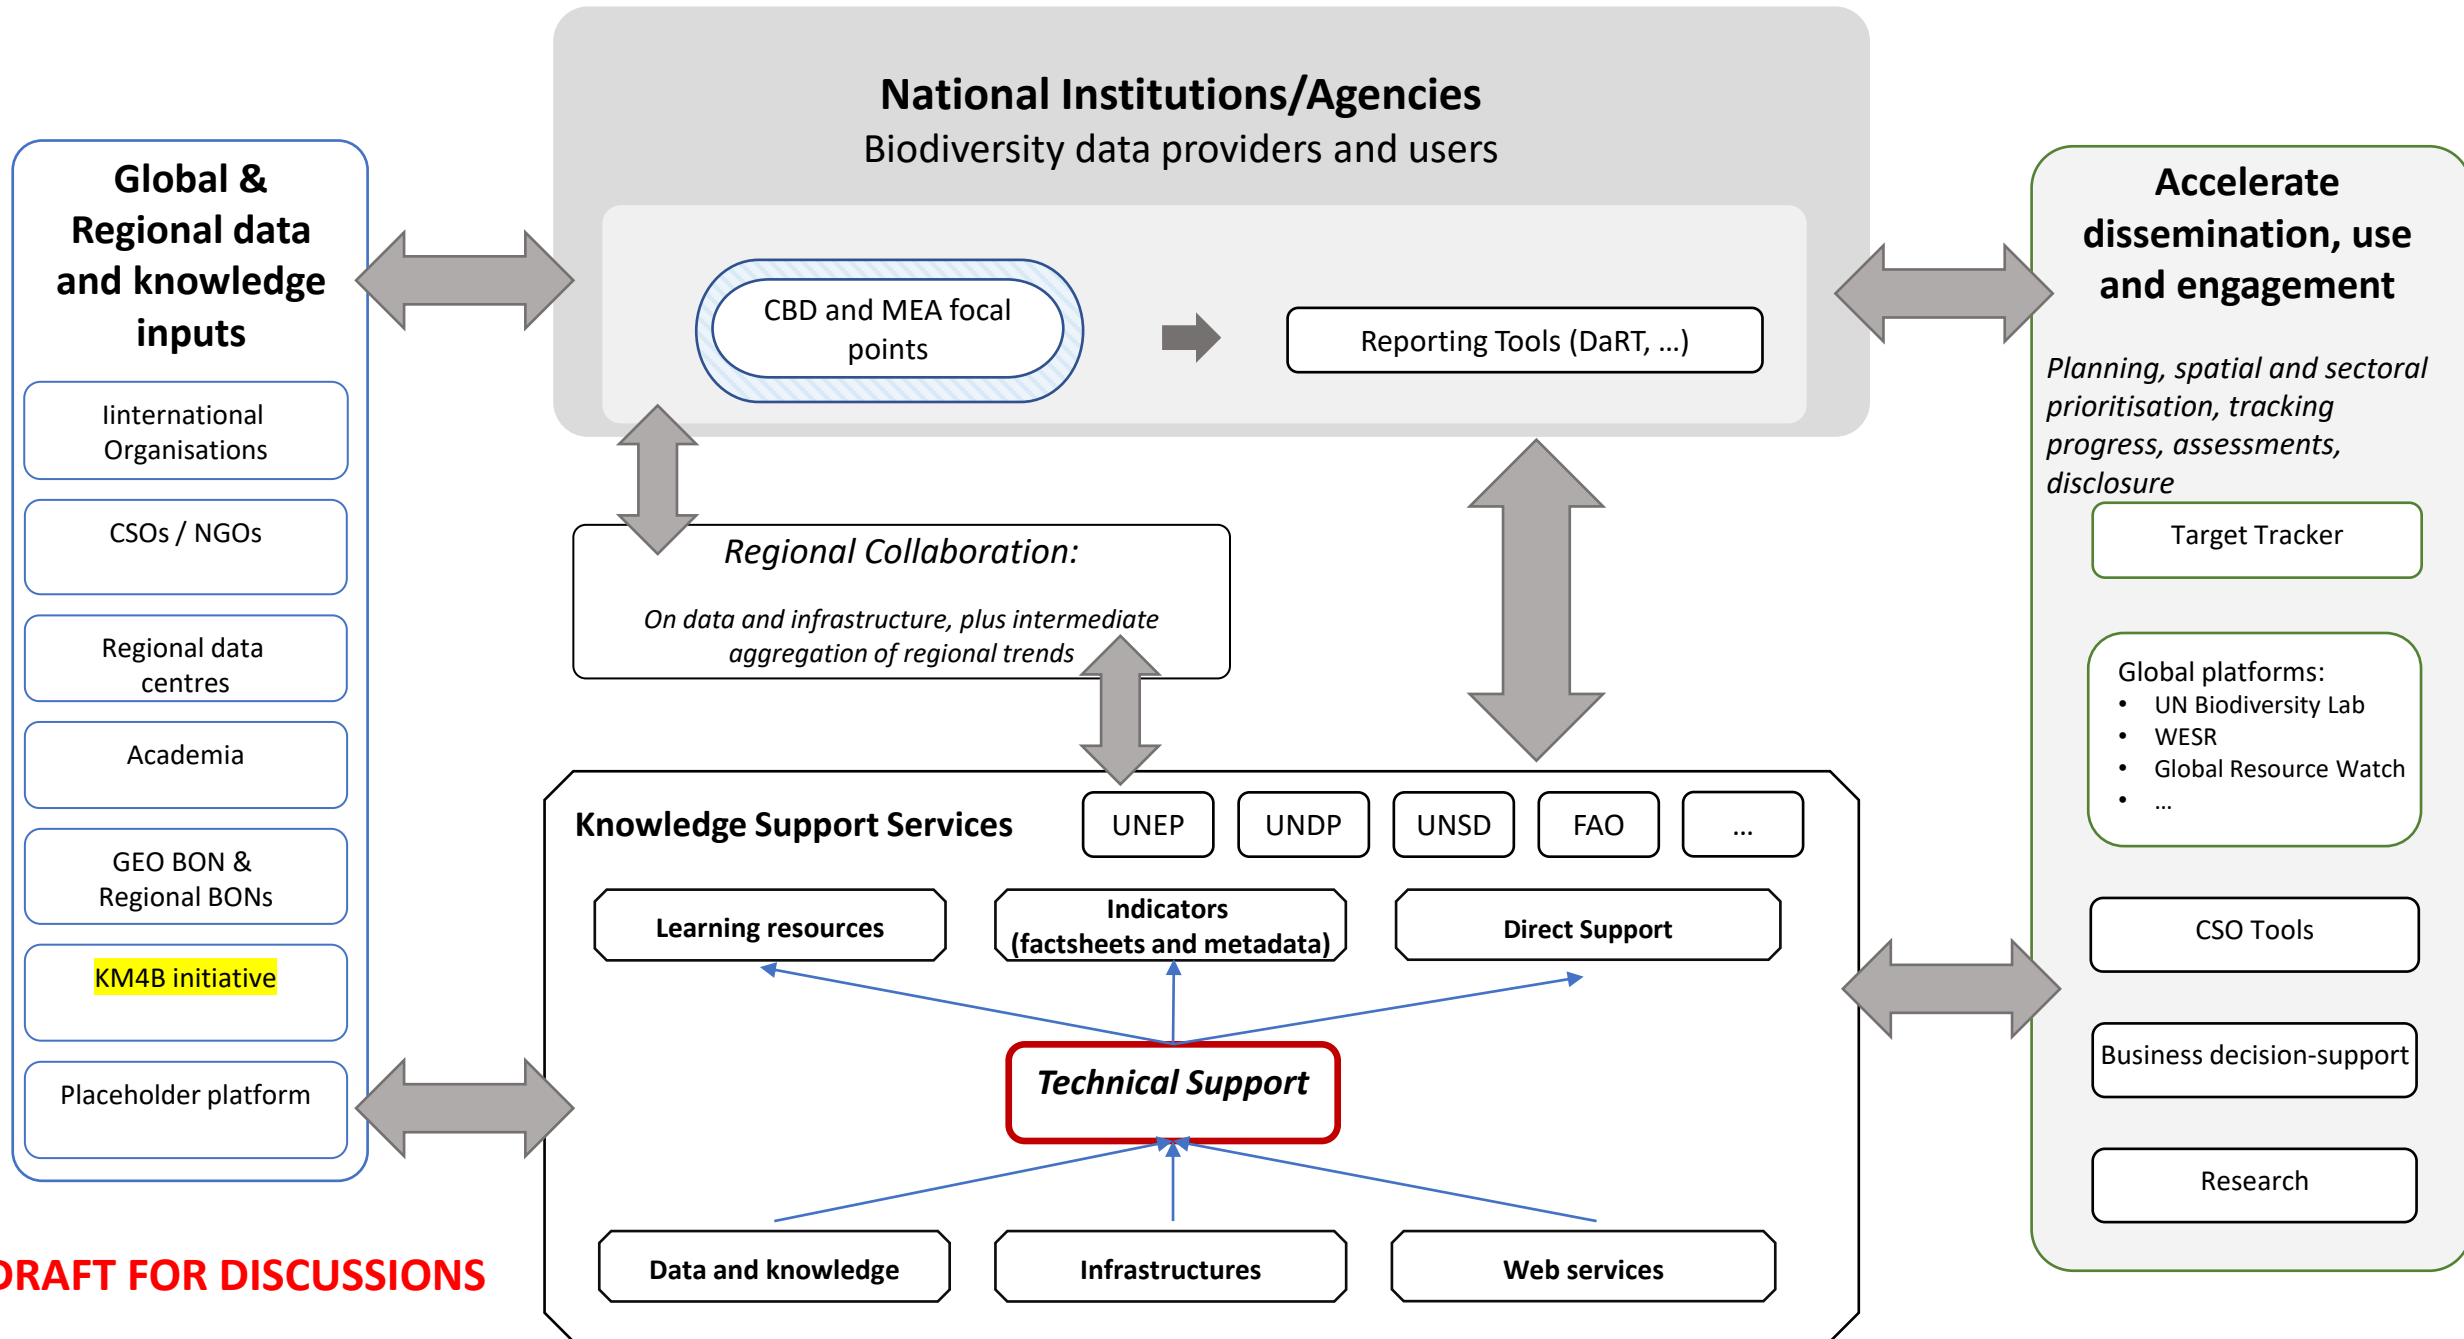 National Institutions/Agencies
Biodiversity data providers and users
CBD and MEA focal
points
Reporting Tools (DaRT, ...)
Global &
Regional data
and knowledge
inputs
Iinternational
Organisations
CSOs / NGOs
Regional data
centres
Academia
GEO BON &
Regional BONs
KM4B initiative
Placeholder platform
Regional Collaboration:
On data and infrastructure, plus intermediate
aggregation of regional trends
Knowledge Support Services
UNEP
UNDP
UNSD
FAO
...
Learning resources
Indicators
(factsheets and metadata)
Direct Support
Technical Support
Data and knowledge
Infrastructures
Web services
Accelerate
dissemination, use
and engagement
Planning, spatial and sectoral
prioritisation, tracking
progress, assessments,
disclosure
Target Tracker
Global platforms:
• UN Biodiversity Lab
• WESR
• Global Resource Watch
• ...
CSO Tools
Business decision-support
Research
DRAFT FOR DISCUSSIONS